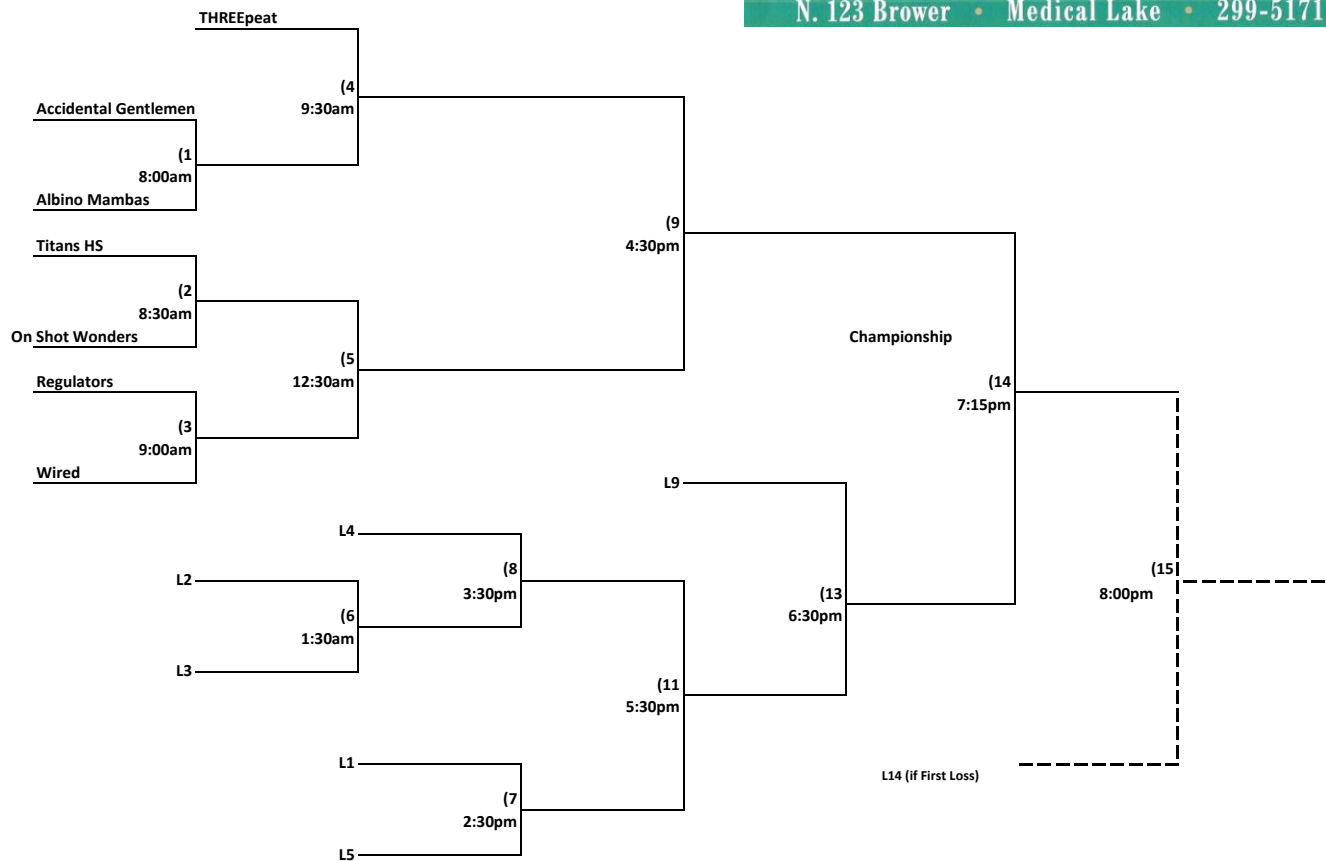 N. 123 Brower • Medical Lake • 299-5171
THREEpeat
(4
9:30am
Accidental Gentlemen
(1
8:00am
Albino Mambas
Titans HS
(2
8:30am
On Shot Wonders
(9
4:30pm
(5
12:30am
Regulators
(3
9:00am
Wired
Championship
(14
7:15pm
L9
L4
(8
3:30pm
L2
(6
1:30am
L3
(13
6:30pm
(15
8:00pm
(11
5:30pm
L1
(7
2:30pm
L5
L14 (if First Loss)